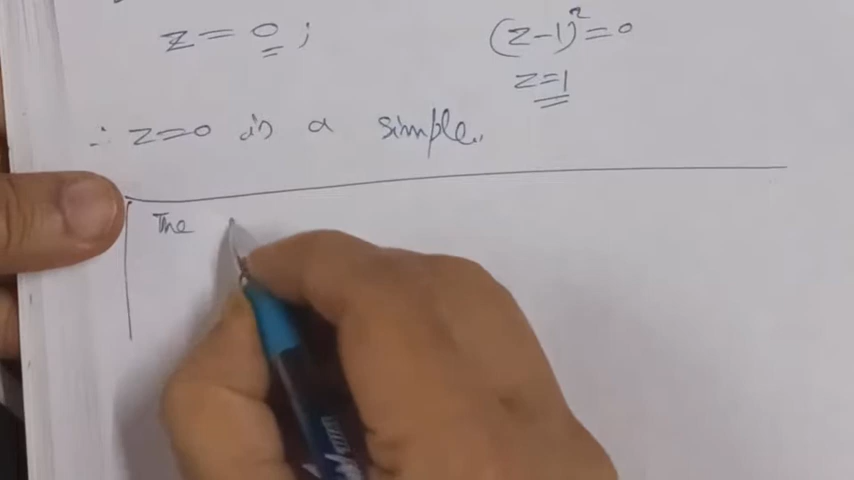 z = 0 ; (z-1)² = 0
z = 1
∴ z = 0 is a simple.
The